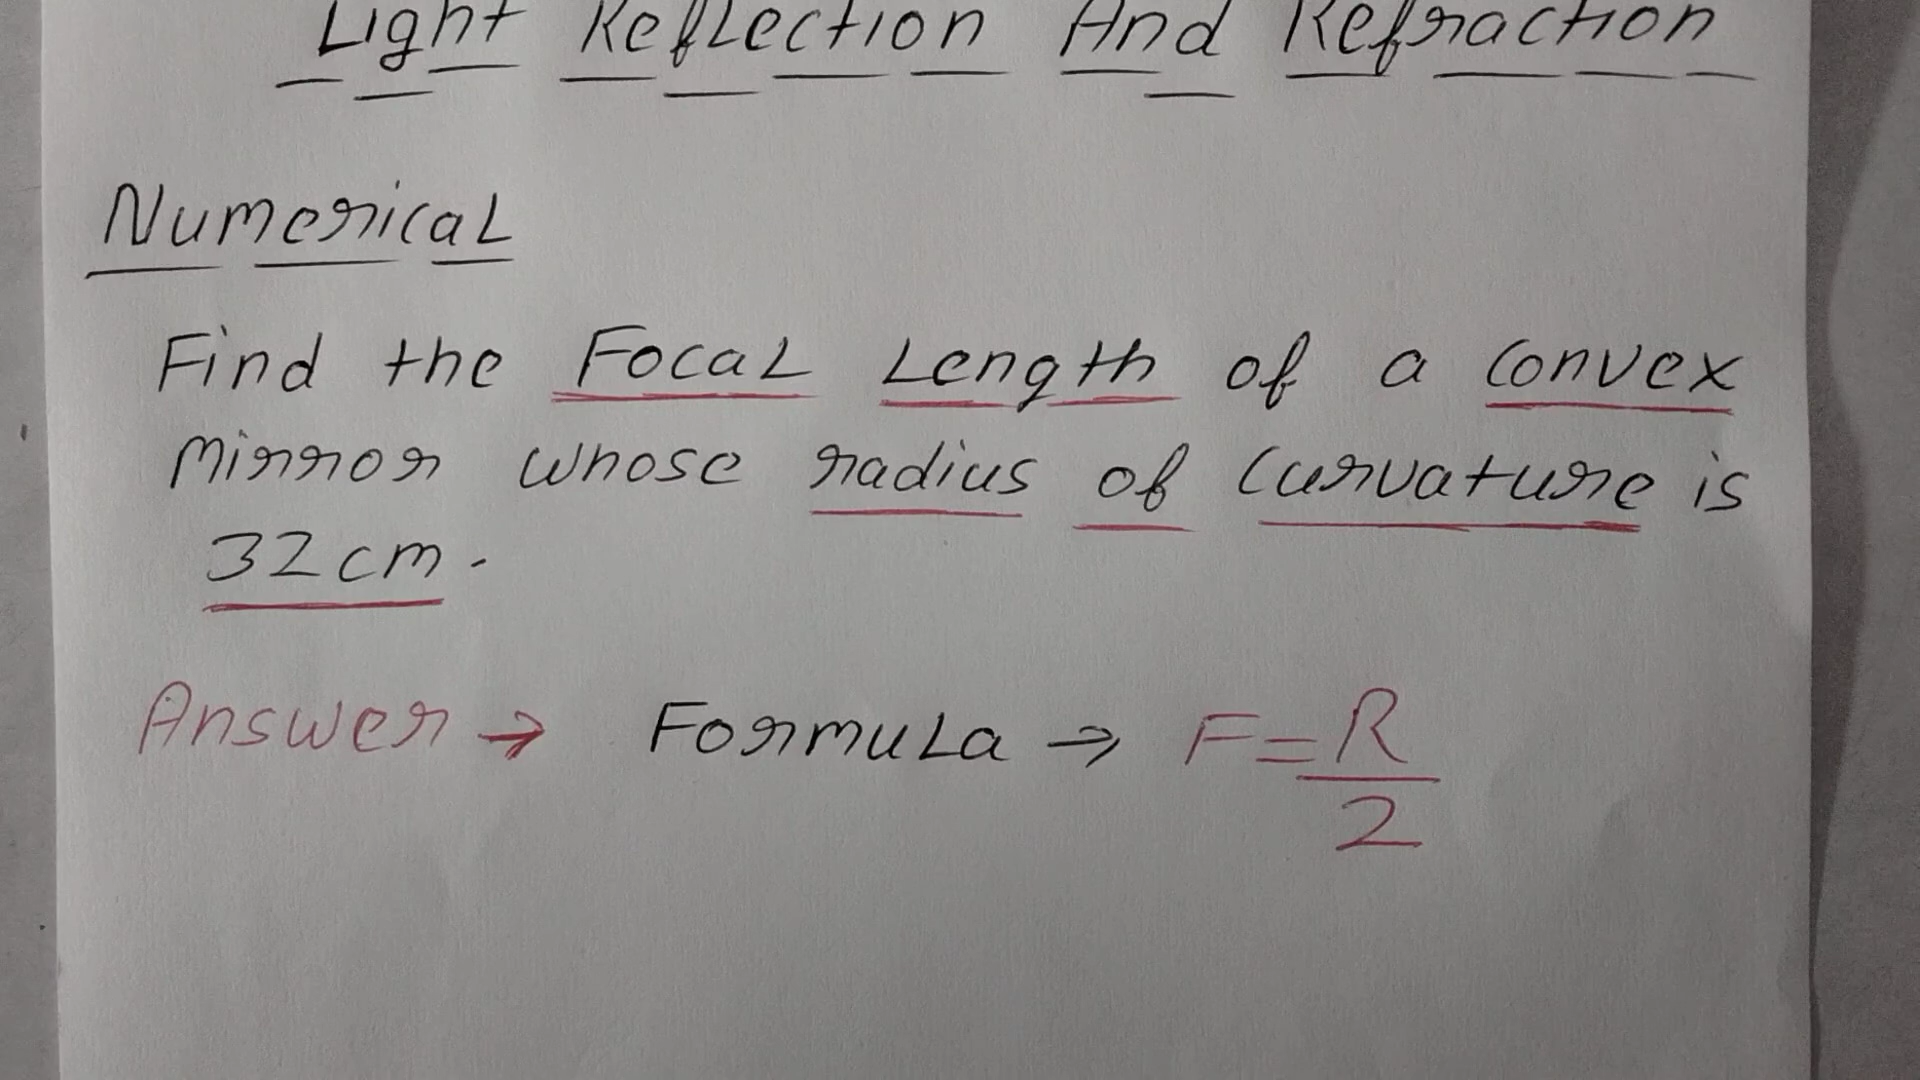 Light Reflection And Refraction
Numerical
Find the Focal Length of a Convex
mirror whose radius of Curvature is
32cm.
Answer → Formula → F = R/2